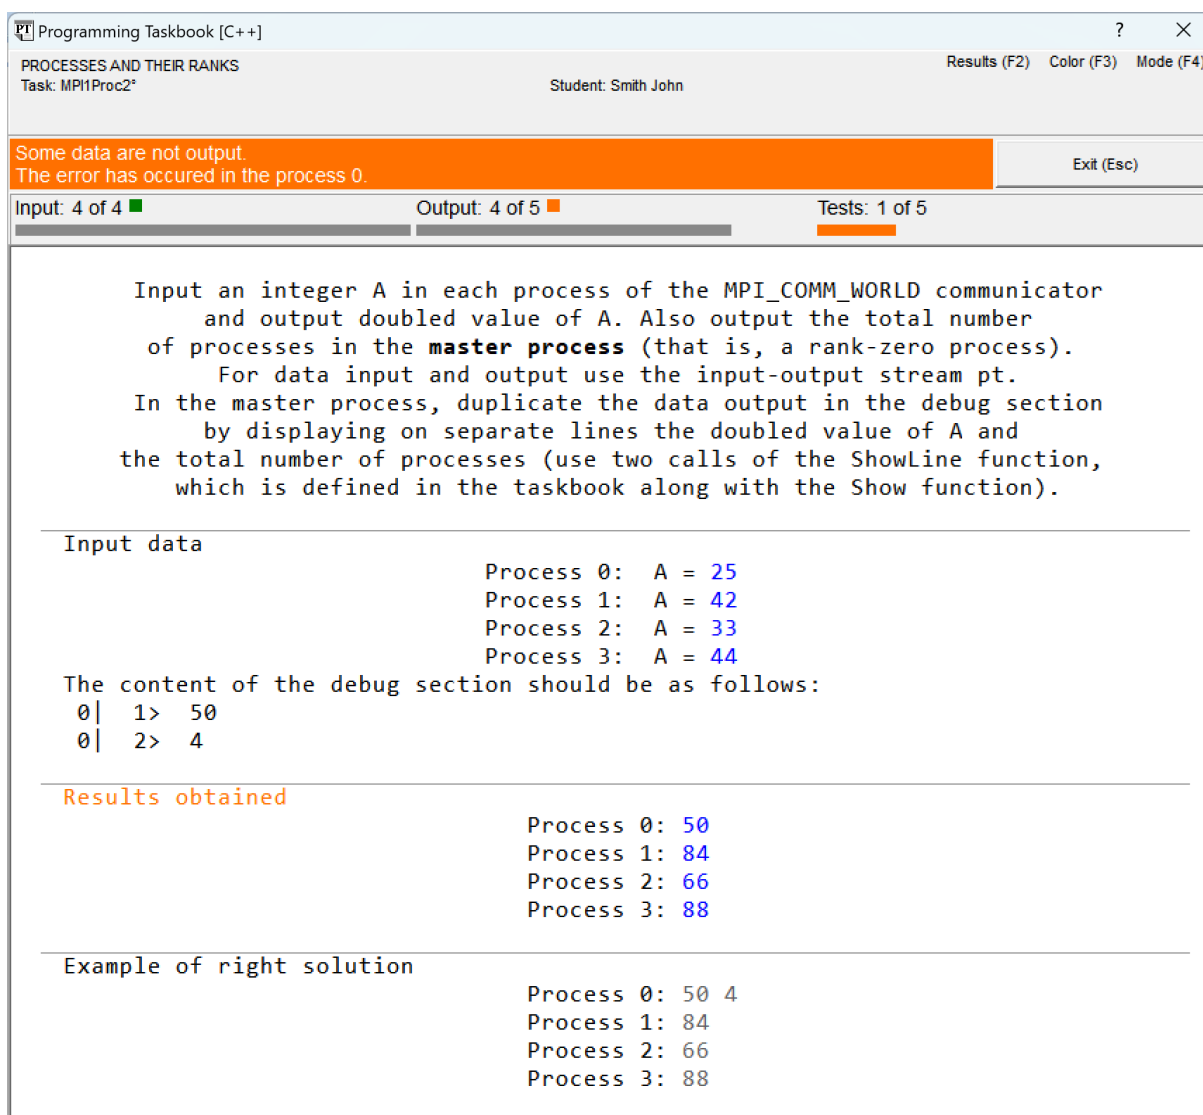 PT Programming Taskbook [C++] ? ×
PROCESSES AND THEIR RANKS Results (F2) Color (F3) Mode (F4)
Task: MPI1Proc2° Student: Smith John
Some data are not output.
The error has occured in the process 0.
Exit (Esc)
Input: 4 of 4 Output: 4 of 5 Tests: 1 of 5
Input an integer A in each process of the MPI_COMM_WORLD communicator
and output doubled value of A. Also output the total number
of processes in the master process (that is, a rank-zero process).
For data input and output use the input-output stream pt.
In the master process, duplicate the data output in the debug section
by displaying on separate lines the doubled value of A and
the total number of processes (use two calls of the ShowLine function,
which is defined in the taskbook along with the Show function).
Input data
Process 0: A = 25
Process 1: A = 42
Process 2: A = 33
Process 3: A = 44
The content of the debug section should be as follows:
0| 1> 50
0| 2> 4
Results obtained
Process 0: 50
Process 1: 84
Process 2: 66
Process 3: 88
Example of right solution
Process 0: 50 4
Process 1: 84
Process 2: 66
Process 3: 88